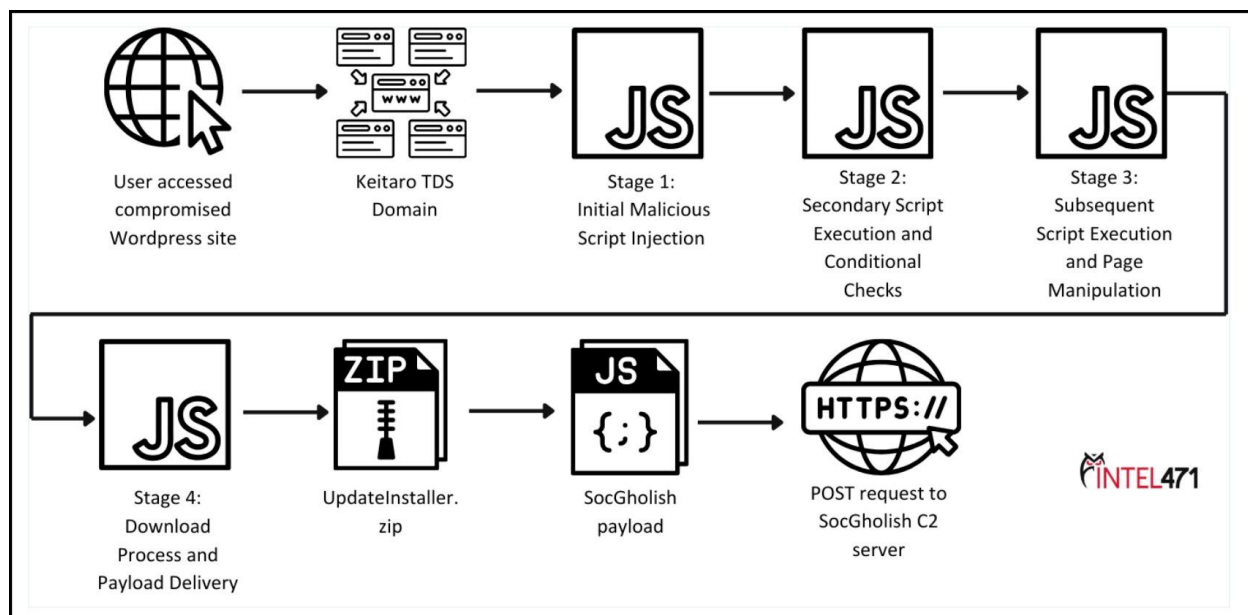 WWW
JS
JS
JS
User accessed
compromised
Wordpress site
Keitaro TDS
Domain
Stage 1:
Initial Malicious
Script Injection
Stage 2:
Secondary Script
Execution and
Conditional
Checks
Stage 3:
Subsequent
Script Execution
and Page
Manipulation
JS
ZIP
JS
{;}
HTTPS://
Stage 4:
Download
Process and
Payload Delivery
UpdateInstaller.
zip
SocGholish
payload
POST request to
SocGholish C2
server
INTEL471